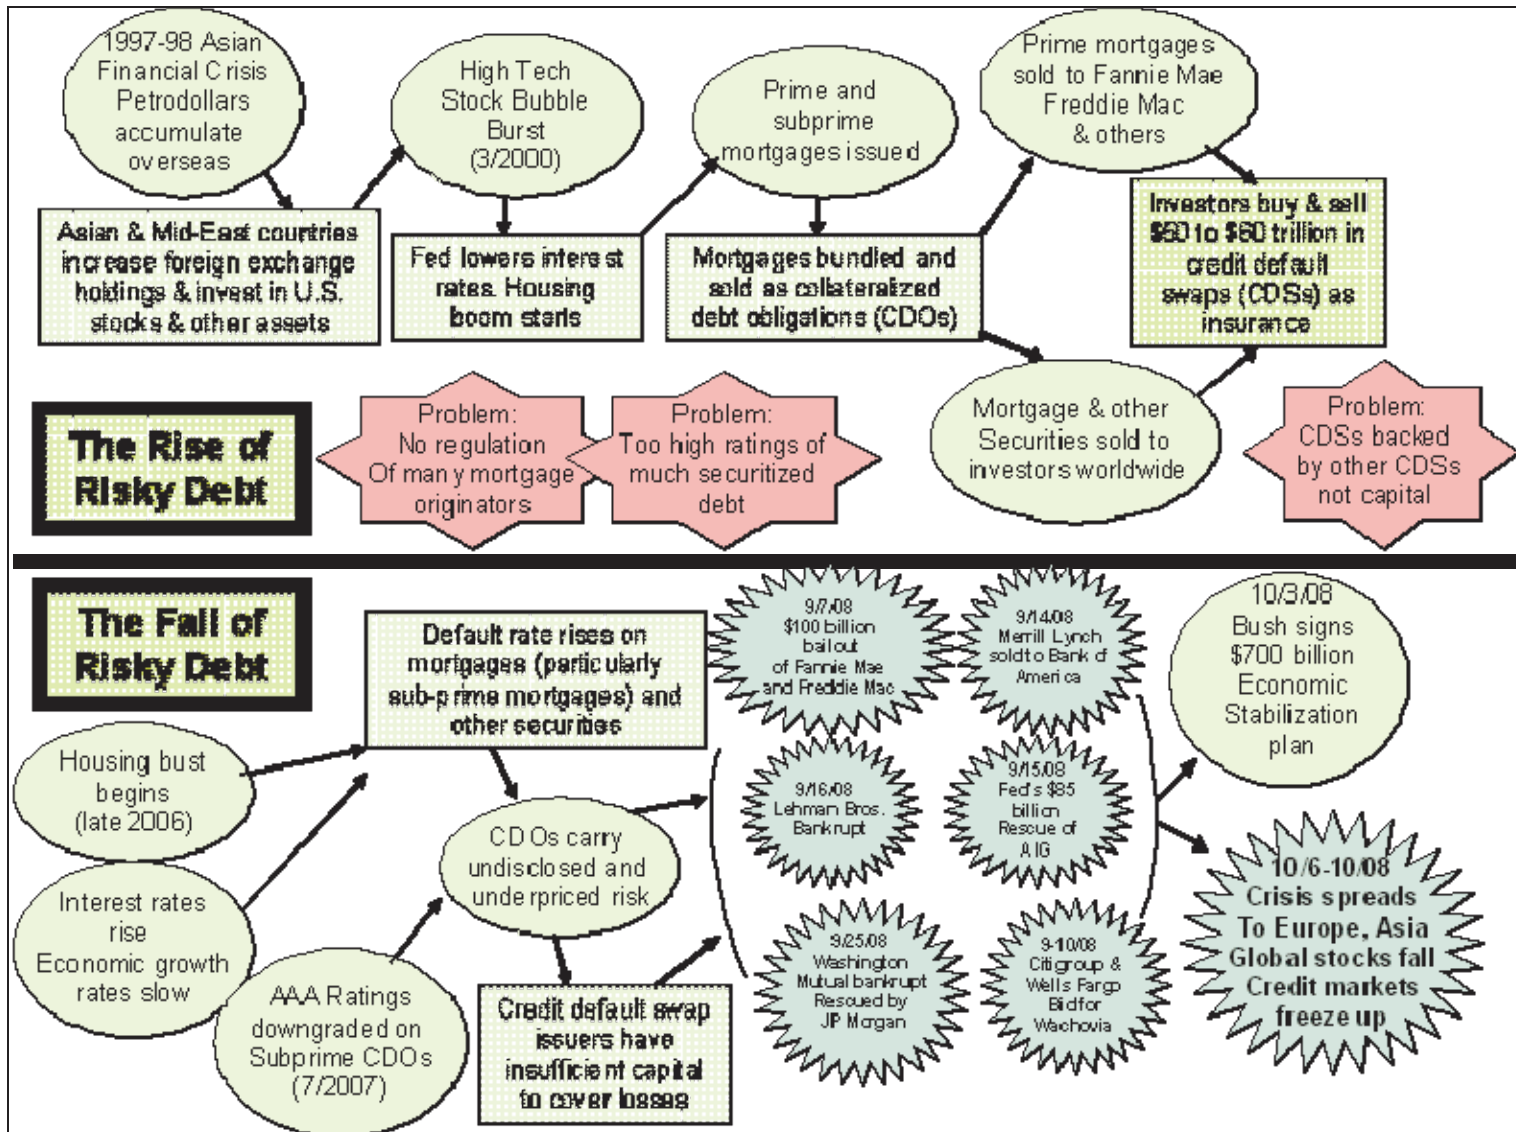 1997-98 Asian
Financial Crisis
Petrodollars
accumulate
overseas
High Tech
Stock Bubble
Burst
(3/2000)
Prime and
subprime
mortgages issued
Prime mortgages
sold to Fannie Mae
Freddie Mac
& others
Asian & Mid-East countries
increase foreign exchange
holdings & invest in U.S.
stocks & other assets
Fed lowers interest
rates. Housing
boom starts
Mortgages bundled and
sold as collateralized
debt obligations (CDOs)
Investors buy & sell
$50 to $60 trillion in
credit default
swaps (CDSs) as
insurance
The Rise of
Risky Debt
Problem:
No regulation
Of many mortgage
originators
Problem:
Too high ratings of
much securitized
debt
Mortgage & other
Securities sold to
investors worldwide
Problem:
CDSs backed
by other CDSs
not capital
The Fall of
Risky Debt
Default rate rises on
mortgages (particularly
sub-prime mortgages) and
other securities
Housing bust
begins
(late 2006)
Interest rates
rise
Economic growth
rates slow
AAA Ratings
downgraded on
Subprime CDOs
(7/2007)
CDOs carry
undisclosed and
underpriced risk
Credit default swap
issuers have
insufficient capital
to cover losses
9/7/08
$100 billion
bailout
of Fannie Mae
and Freddie Mac
9/14/08
Merrill Lynch
sold to Bank of
America
9/16/08
Lehman Bros.
Bankrupt
9/15/08
Fed's $85
billion
Rescue of
AIG
9/25/08
Washington
Mutual bankrupt
Rescued by
JP Morgan
9-10/08
Citigroup &
Wells Fargo
Bid for
Wachovia
10/3/08
Bush signs
$700 billion
Economic
Stabilization
plan
10/6-10/08
Crisis spreads
To Europe, Asia
Global stocks fall
Credit markets
freeze up